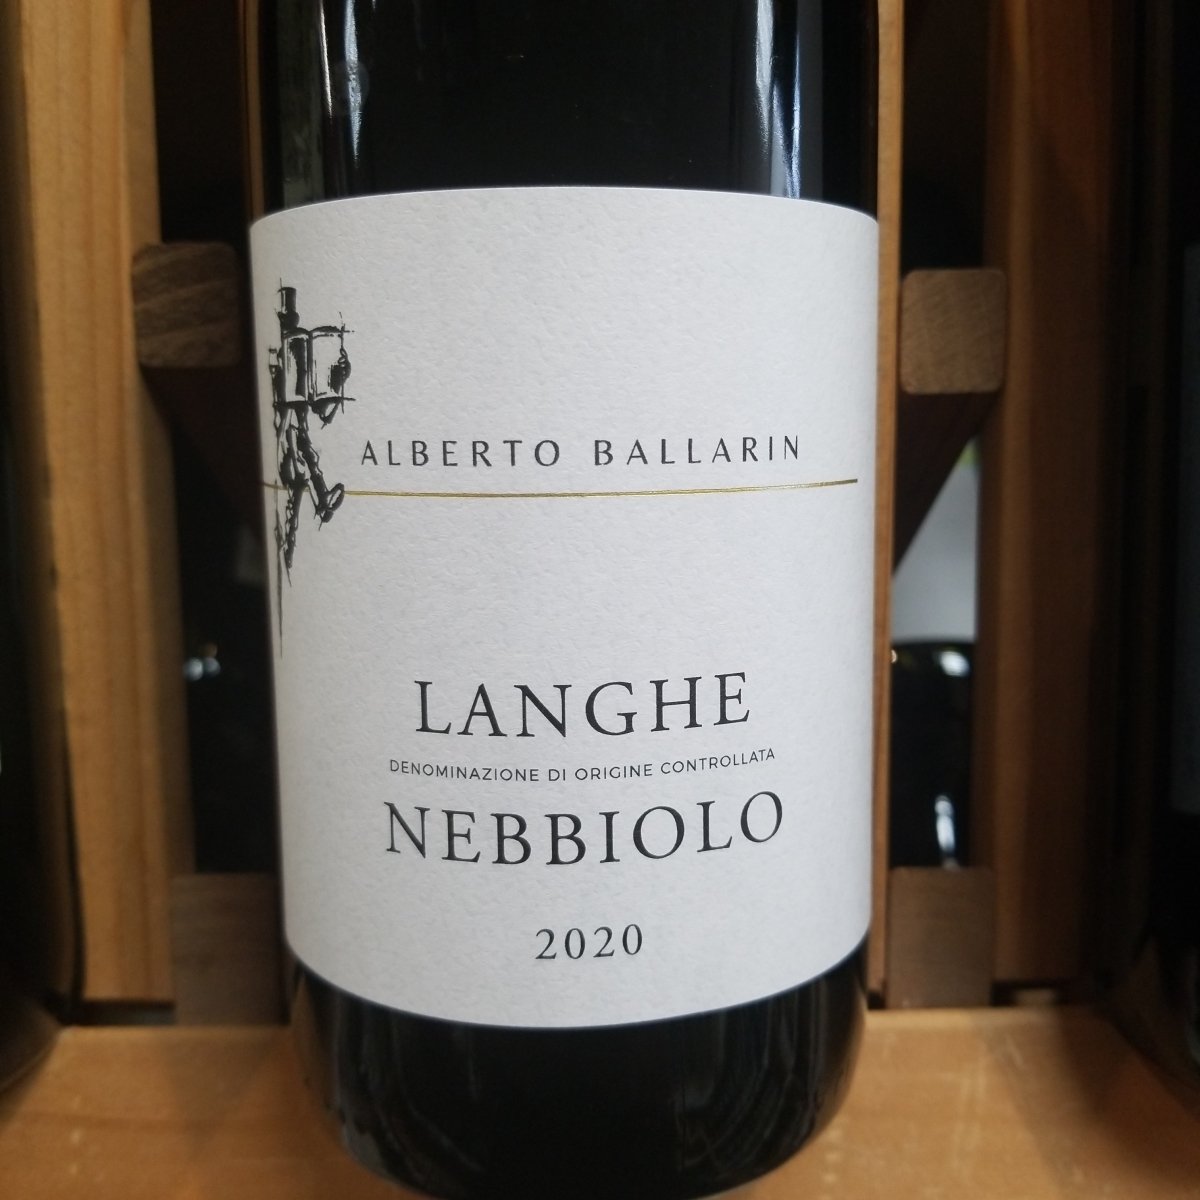 ALBERTO BALLARIN
LANGHE
DENOMINAZIONE DI ORIGINE CONTROLLATA
NEBBIOLO
2020